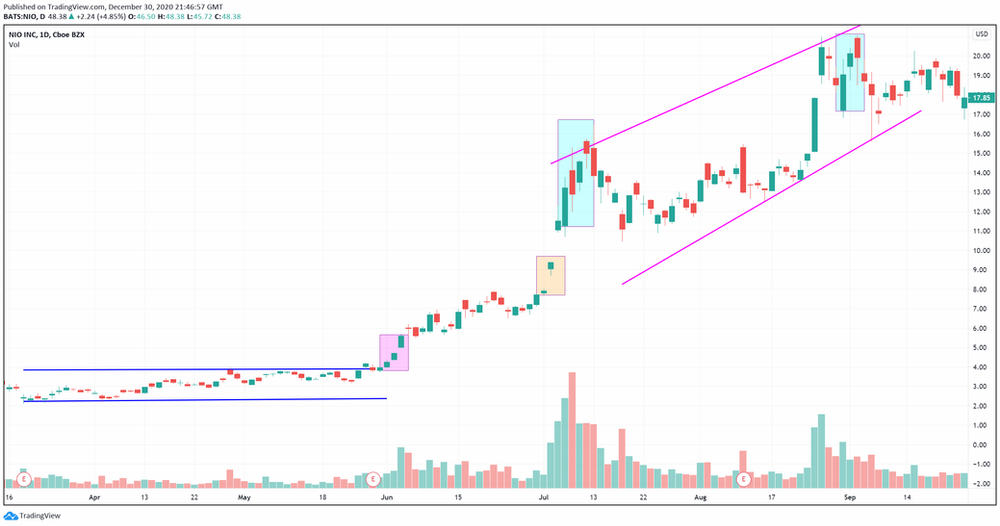 Published on TradingView.com, December 30, 2020 21:46:57 GMT
BATS:NIO, D 48.38 ▲ +2.24 (+4.85%) O: 46.50 H: 48.38 L: 45.72 C: 48.38
NIO INC, 1D, Cboe BZX
Vol
USD
20.00
19.00
17.85
17.00
16.00
15.00
14.00
13.00
12.00
11.00
10.00
9.00
8.00
7.00
6.00
5.00
4.00
3.00
2.00
1.00
0.00
−1.00
−2.00
E E E
16 Apr 13 22 May 18 Jun 15 Jul 13 22 Aug 17 Sep 14
TradingView